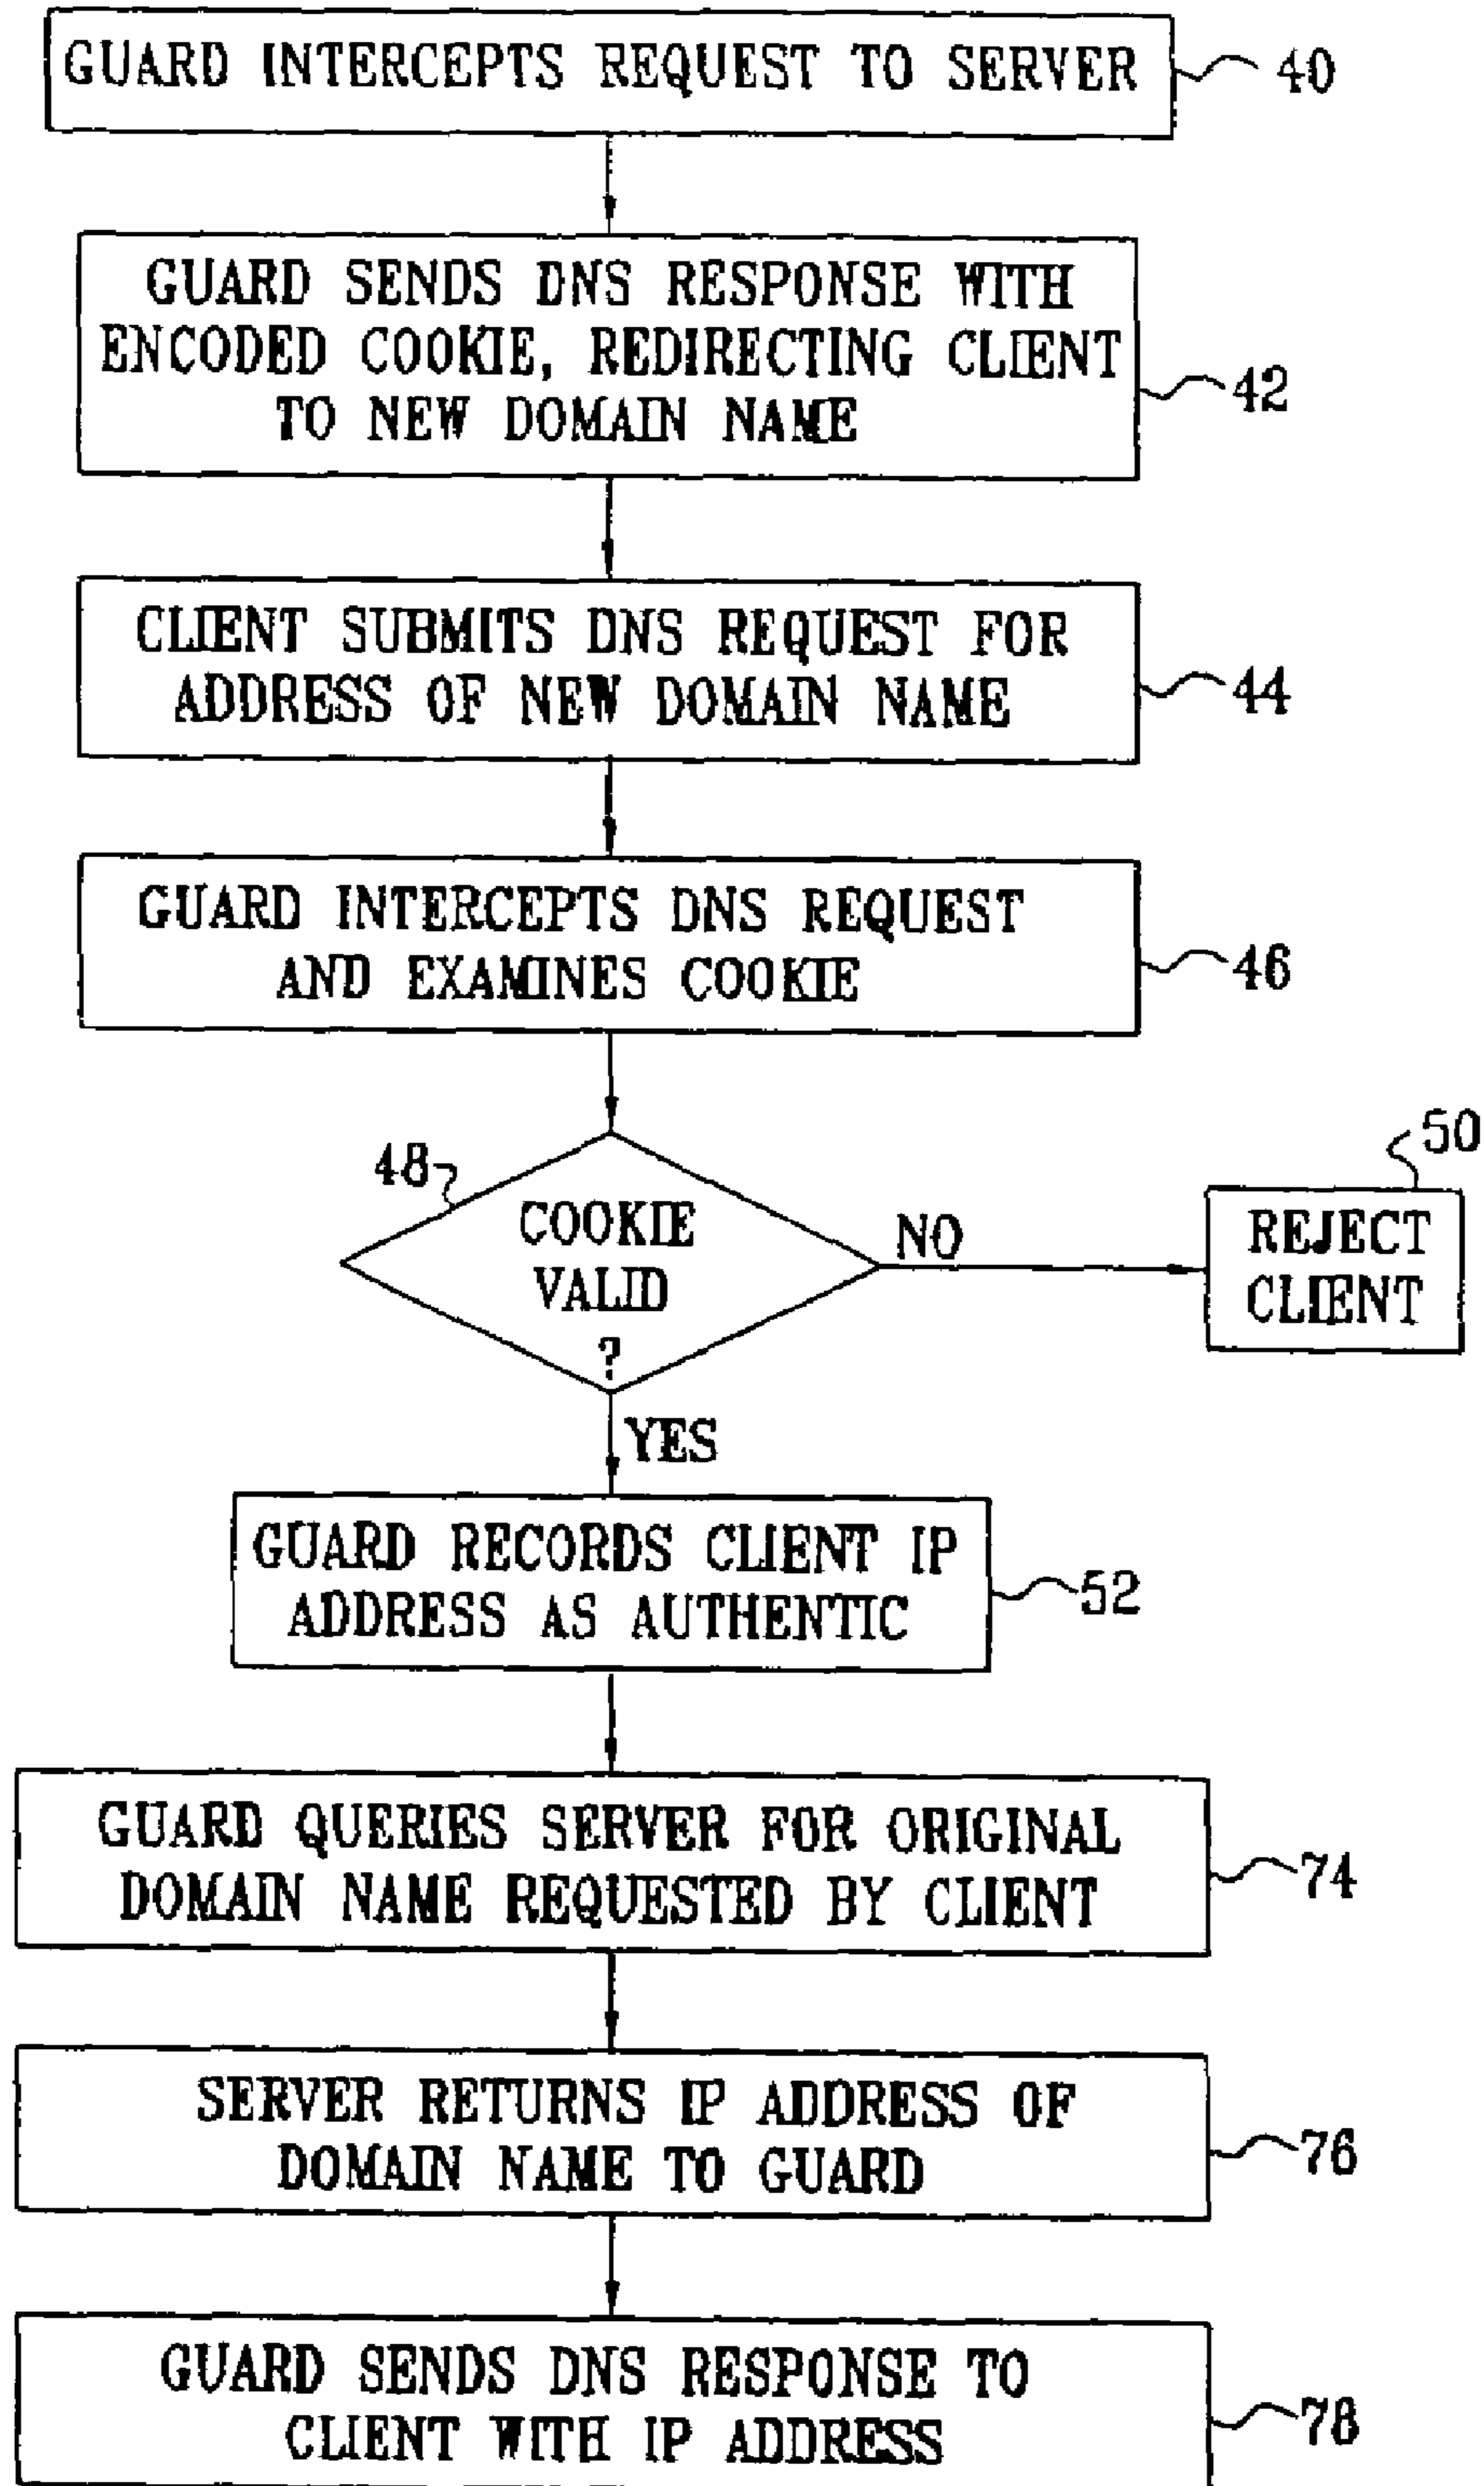 GUARD INTERCEPTS REQUEST TO SERVER
40
GUARD SENDS DNS RESPONSE WITH
ENCODED COOKIE, REDIRECTING CLIENT
TO NEW DOMAIN NAME
42
CLIENT SUBMITS DNS REQUEST FOR
ADDRESS OF NEW DOMAIN NAME
44
GUARD INTERCEPTS DNS REQUEST
AND EXAMINES COOKIE
46
48
COOKIE
VALID
?
NO
50
REJECT
CLIENT
YES
GUARD RECORDS CLIENT IP
ADDRESS AS AUTHENTIC
52
GUARD QUERIES SERVER FOR ORIGINAL
DOMAIN NAME REQUESTED BY CLIENT
74
SERVER RETURNS IP ADDRESS OF
DOMAIN NAME TO GUARD
76
GUARD SENDS DNS RESPONSE TO
CLIENT WITH IP ADDRESS
78